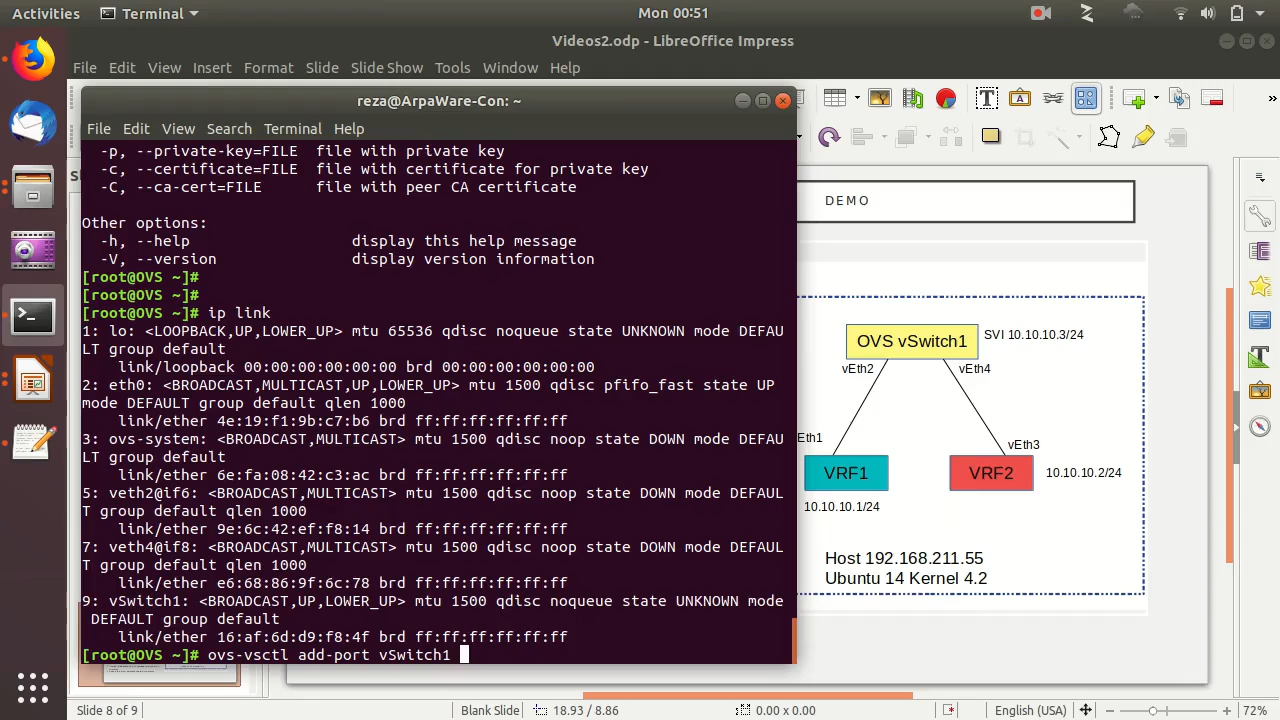 Activities
Terminal
Mon 00:51
Videos2.odp - LibreOffice Impress
File Edit View Insert Format Slide Slide Show Tools Window Help
reza@ArpaWare-Con: ~
File Edit View Search Terminal Help
-p, --private-key=FILE file with private key
-c, --certificate=FILE file with certificate for private key
-C, --ca-cert=FILE file with peer CA certificate
Other options:
-h, --help display this help message
-V, --version display version information
[root@OVS ~]#
[root@OVS ~]#
[root@OVS ~]# ip link
1: lo: <LOOPBACK,UP,LOWER_UP> mtu 65536 qdisc noqueue state UNKNOWN mode DEFAU
LT group default
link/loopback 00:00:00:00:00:00 brd 00:00:00:00:00:00
2: eth0: <BROADCAST,MULTICAST,UP,LOWER_UP> mtu 1500 qdisc pfifo_fast state UP
mode DEFAULT group default qlen 1000
link/ether 4e:19:f1:9b:c7:b6 brd ff:ff:ff:ff:ff:ff
3: ovs-system: <BROADCAST,MULTICAST> mtu 1500 qdisc noop state DOWN mode DEFAU
LT group default
link/ether 6e:fa:08:42:c3:ac brd ff:ff:ff:ff:ff:ff
5: veth2@if6: <BROADCAST,MULTICAST> mtu 1500 qdisc noop state DOWN mode DEFAUL
T group default qlen 1000
link/ether 9e:6c:42:ef:f8:14 brd ff:ff:ff:ff:ff:ff
7: veth4@if8: <BROADCAST,MULTICAST> mtu 1500 qdisc noop state DOWN mode DEFAUL
T group default qlen 1000
link/ether e6:68:86:9f:6c:78 brd ff:ff:ff:ff:ff:ff
9: vSwitch1: <BROADCAST,UP,LOWER_UP> mtu 1500 qdisc noqueue state UNKNOWN mode
DEFAULT group default
link/ether 16:af:6d:d9:f8:4f brd ff:ff:ff:ff:ff:ff
[root@OVS ~]# ovs-vsctl add-port vSwitch1
DEMO
OVS vSwitch1
SVI 10.10.10.3/24
vEth2
vEth4
Eth1
vEth3
VRF1
VRF2
10.10.10.2/24
10.10.10.1/24
Host 192.168.211.55
Ubuntu 14 Kernel 4.2
Slide 8 of 9
Blank Slide
18.93 / 8.86
0.00 x 0.00
English (USA)
72%